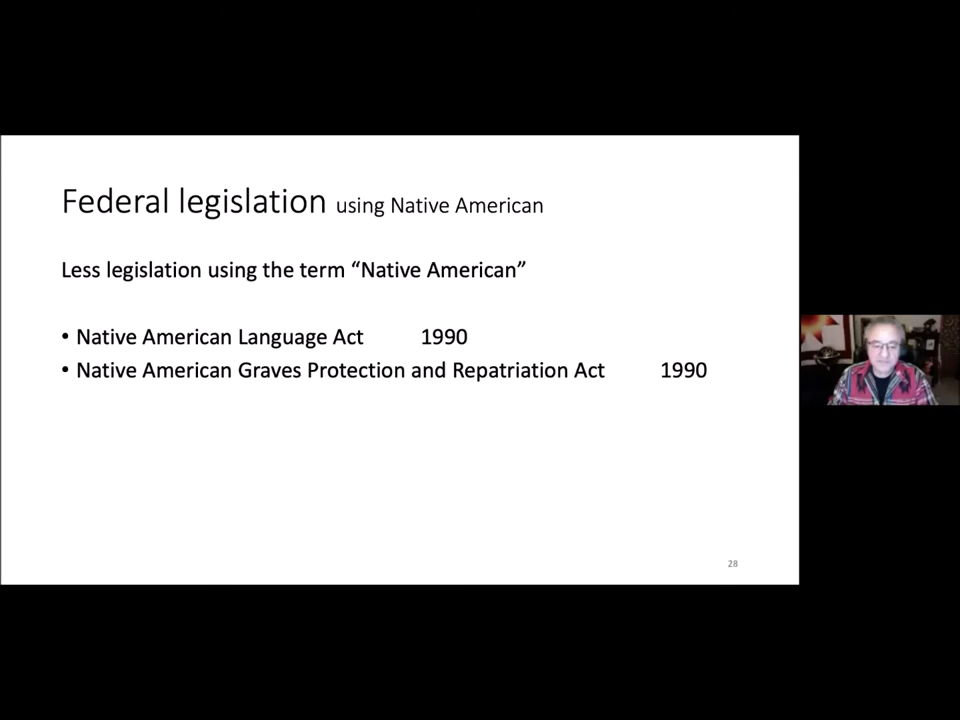 Federal legislation using Native American
Less legislation using the term “Native American”
• Native American Language Act 1990
• Native American Graves Protection and Repatriation Act 1990
28